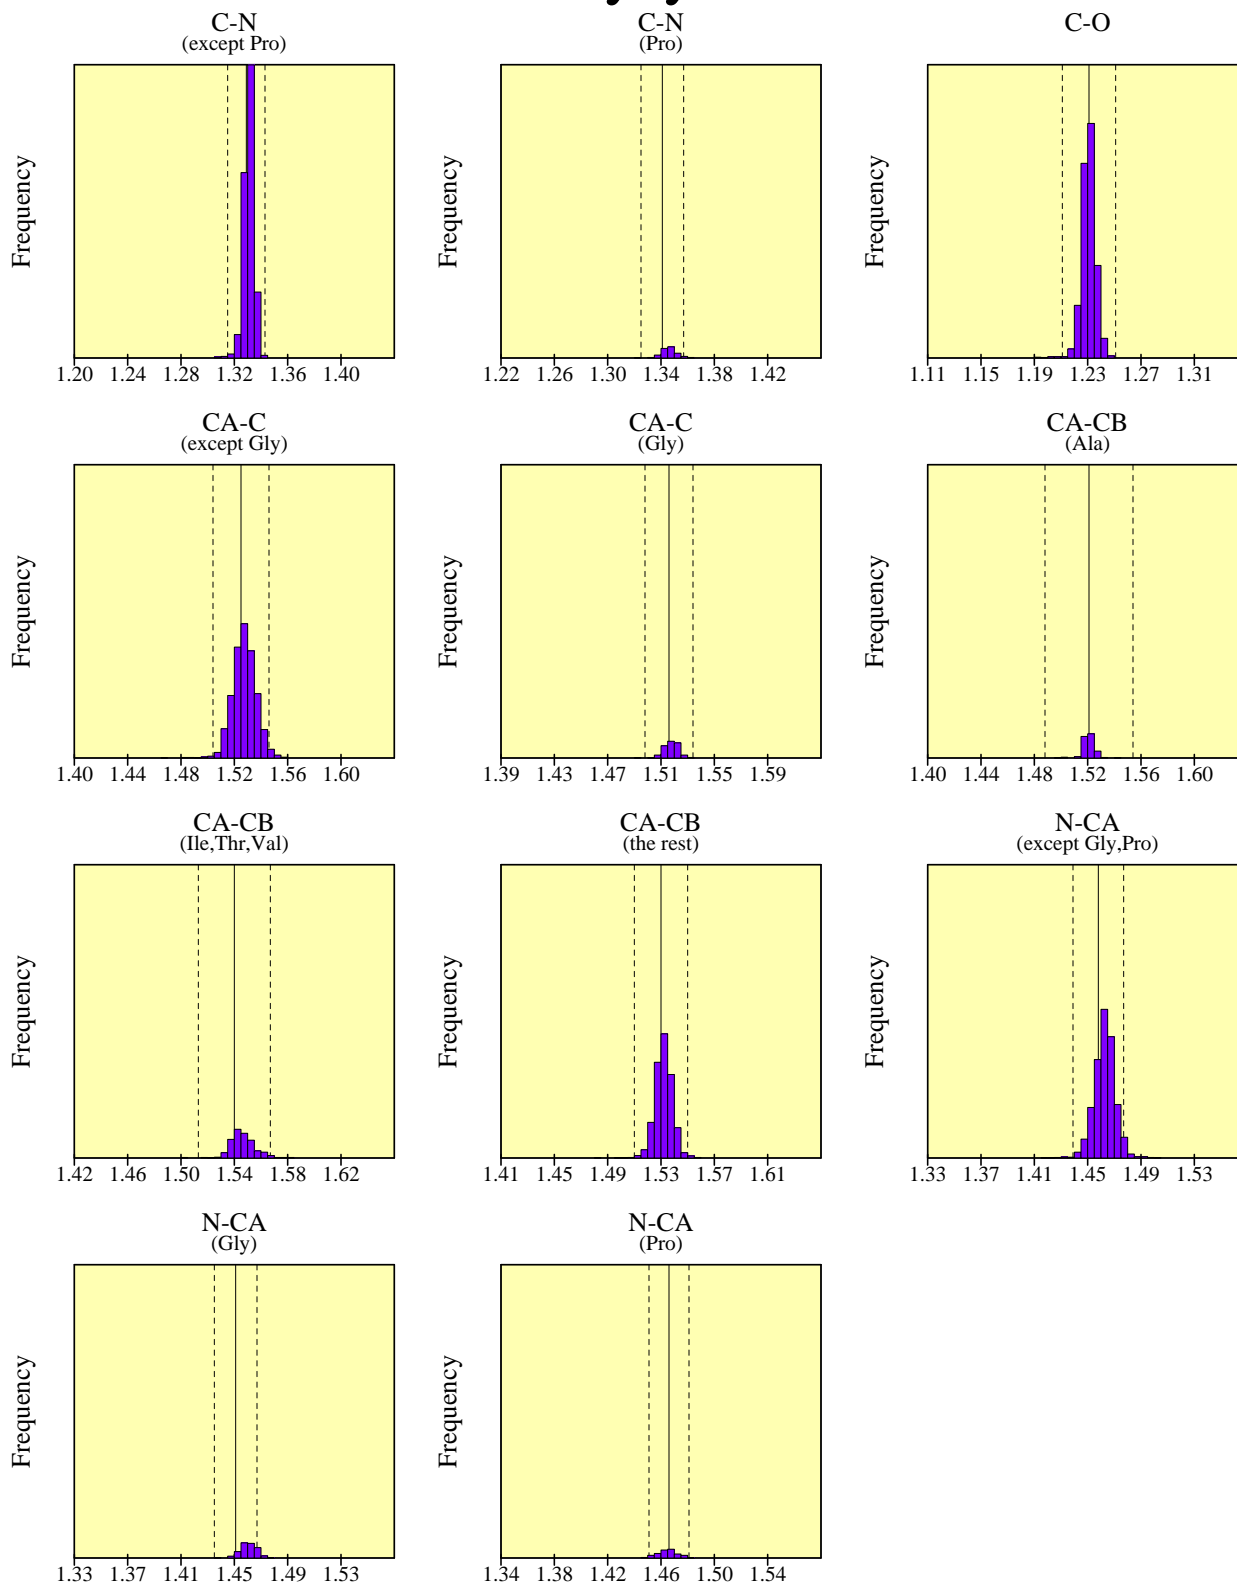 C-N
(except Pro)
C-N
(Pro)
C-O
Frequency
Frequency
Frequency
1.20 1.24 1.28 1.32 1.36 1.40
1.22 1.26 1.30 1.34 1.38 1.42
1.11 1.15 1.19 1.23 1.27 1.31
CA-C
(except Gly)
CA-C
(Gly)
CA-CB
(Ala)
Frequency
Frequency
Frequency
1.40 1.44 1.48 1.52 1.56 1.60
1.39 1.43 1.47 1.51 1.55 1.59
1.40 1.44 1.48 1.52 1.56 1.60
CA-CB
(Ile,Thr,Val)
CA-CB
(the rest)
N-CA
(except Gly,Pro)
Frequency
Frequency
Frequency
1.42 1.46 1.50 1.54 1.58 1.62
1.41 1.45 1.49 1.53 1.57 1.61
1.33 1.37 1.41 1.45 1.49 1.53
N-CA
(Gly)
N-CA
(Pro)
Frequency
Frequency
1.33 1.37 1.41 1.45 1.49 1.53
1.34 1.38 1.42 1.46 1.50 1.54